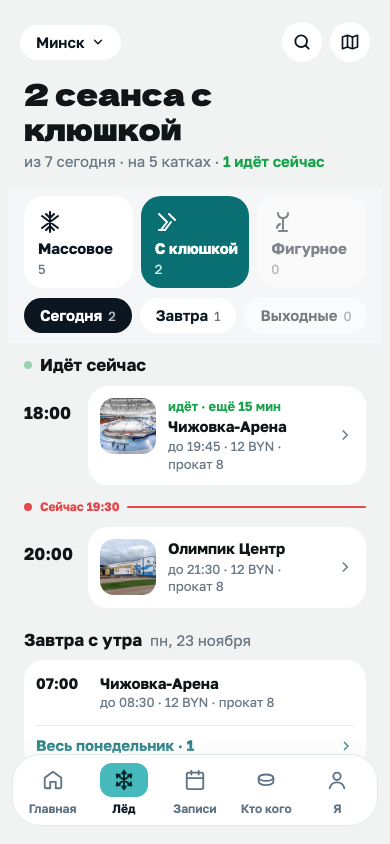 Минск
2 сеанса с
клюшкой
из 7 сегодня · на 5 катках · 1 идёт сейчас
Массовое
5
С клюшкой
2
Фигурное
0
Сегодня 2
Завтра 1
Выходные 0
Идёт сейчас
18:00
идёт · ещё 15 мин
Чижовка-Арена
до 19:45 · 12 BYN ·
прокат 8
Сейчас 19:30
20:00
Олимпик Центр
до 21:30 · 12 BYN ·
прокат 8
Завтра с утра пн, 23 ноября
07:00 Чижовка-Арена
до 08:30 · 12 BYN · прокат 8
Весь понедельник · 1
Главная
Лёд
Записи
Кто кого
Я